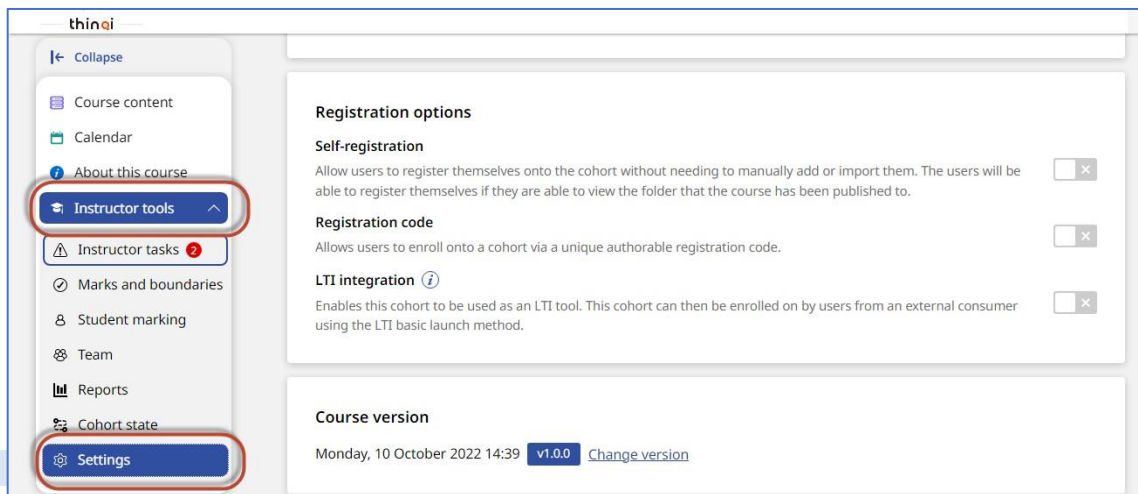 thinqi
Collapse
Course content
Calendar
About this course
Instructor tools
Instructor tasks 2
Marks and boundaries
Student marking
Team
Reports
Cohort state
Settings
Registration options
Self-registration
Allow users to register themselves onto the cohort without needing to manually add or import them. The users will be
able to register themselves if they are able to view the folder that the course has been published to.
Registration code
Allows users to enroll onto a cohort via a unique authorable registration code.
LTI integration i
Enables this cohort to be used as an LTI tool. This cohort can then be enrolled on by users from an external consumer
using the LTI basic launch method.
Course version
Monday, 10 October 2022 14:39 v1.0.0 Change version